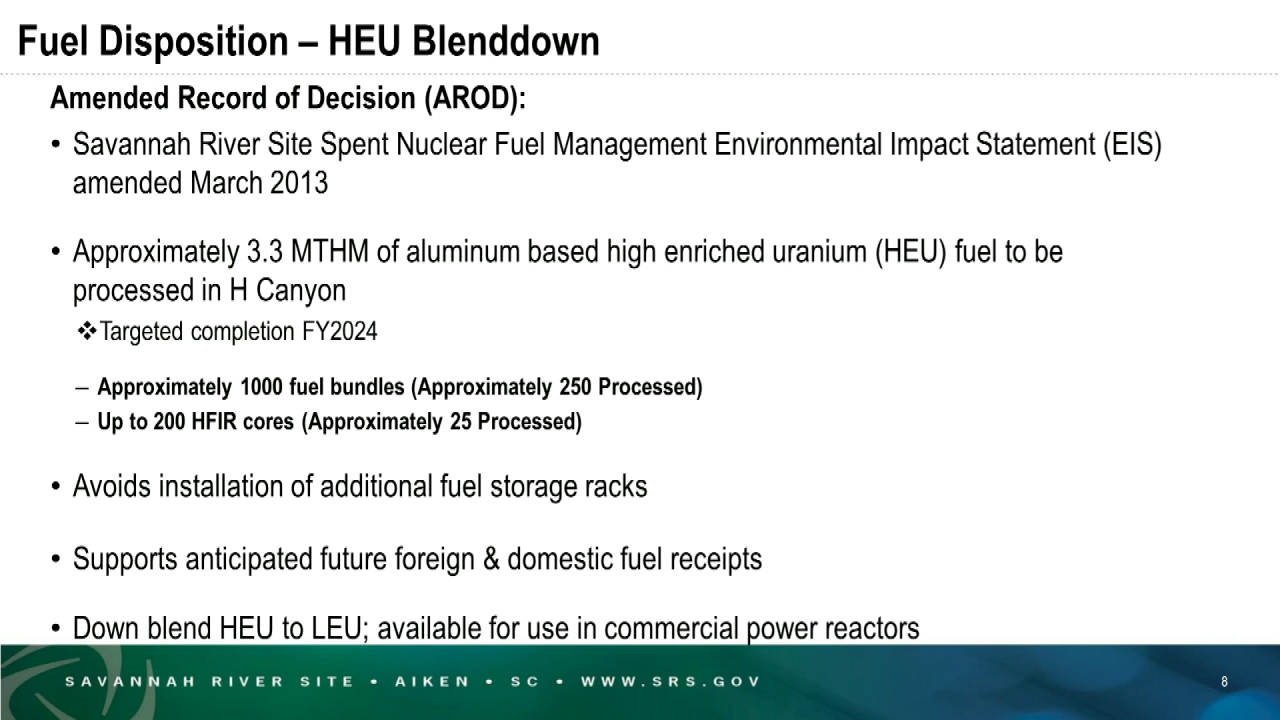 Fuel Disposition – HEU Blenddown
Amended Record of Decision (AROD):
• Savannah River Site Spent Nuclear Fuel Management Environmental Impact Statement (EIS)
amended March 2013
• Approximately 3.3 MTHM of aluminum based high enriched uranium (HEU) fuel to be
processed in H Canyon
❖Targeted completion FY2024
– Approximately 1000 fuel bundles (Approximately 250 Processed)
– Up to 200 HFIR cores (Approximately 25 Processed)
• Avoids installation of additional fuel storage racks
• Supports anticipated future foreign & domestic fuel receipts
• Down blend HEU to LEU; available for use in commercial power reactors
SAVANNAH RIVER SITE • AIKEN • SC • WWW.SRS.GOV
8